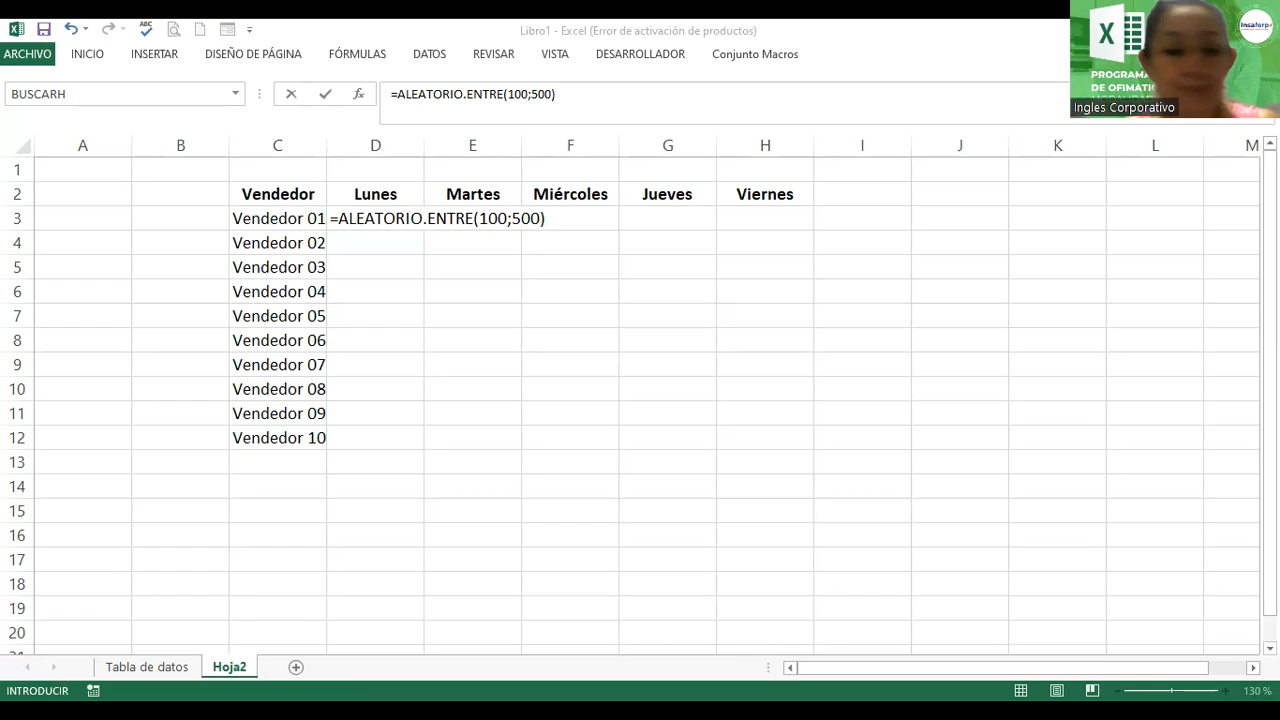 Libro1 - Excel (Error de activación de productos)
ARCHIVO INICIO INSERTAR DISEÑO DE PÁGINA FÓRMULAS DATOS REVISAR VISTA DESARROLLADOR Conjunto Macros
BUSCARH fx =ALEATORIO.ENTRE(100;500)
PROGRAMA
DE OFIMÁTIC
Insaforp
Ingles Corporativo
A B C D E F G H I J K L M
1
2 Vendedor Lunes Martes Miércoles Jueves Viernes
3 Vendedor 01 =ALEATORIO.ENTRE(100;500)
4 Vendedor 02
5 Vendedor 03
6 Vendedor 04
7 Vendedor 05
8 Vendedor 06
9 Vendedor 07
10 Vendedor 08
11 Vendedor 09
12 Vendedor 10
13
14
15
16
17
18
19
20
Tabla de datos Hoja2
INTRODUCIR 130 %